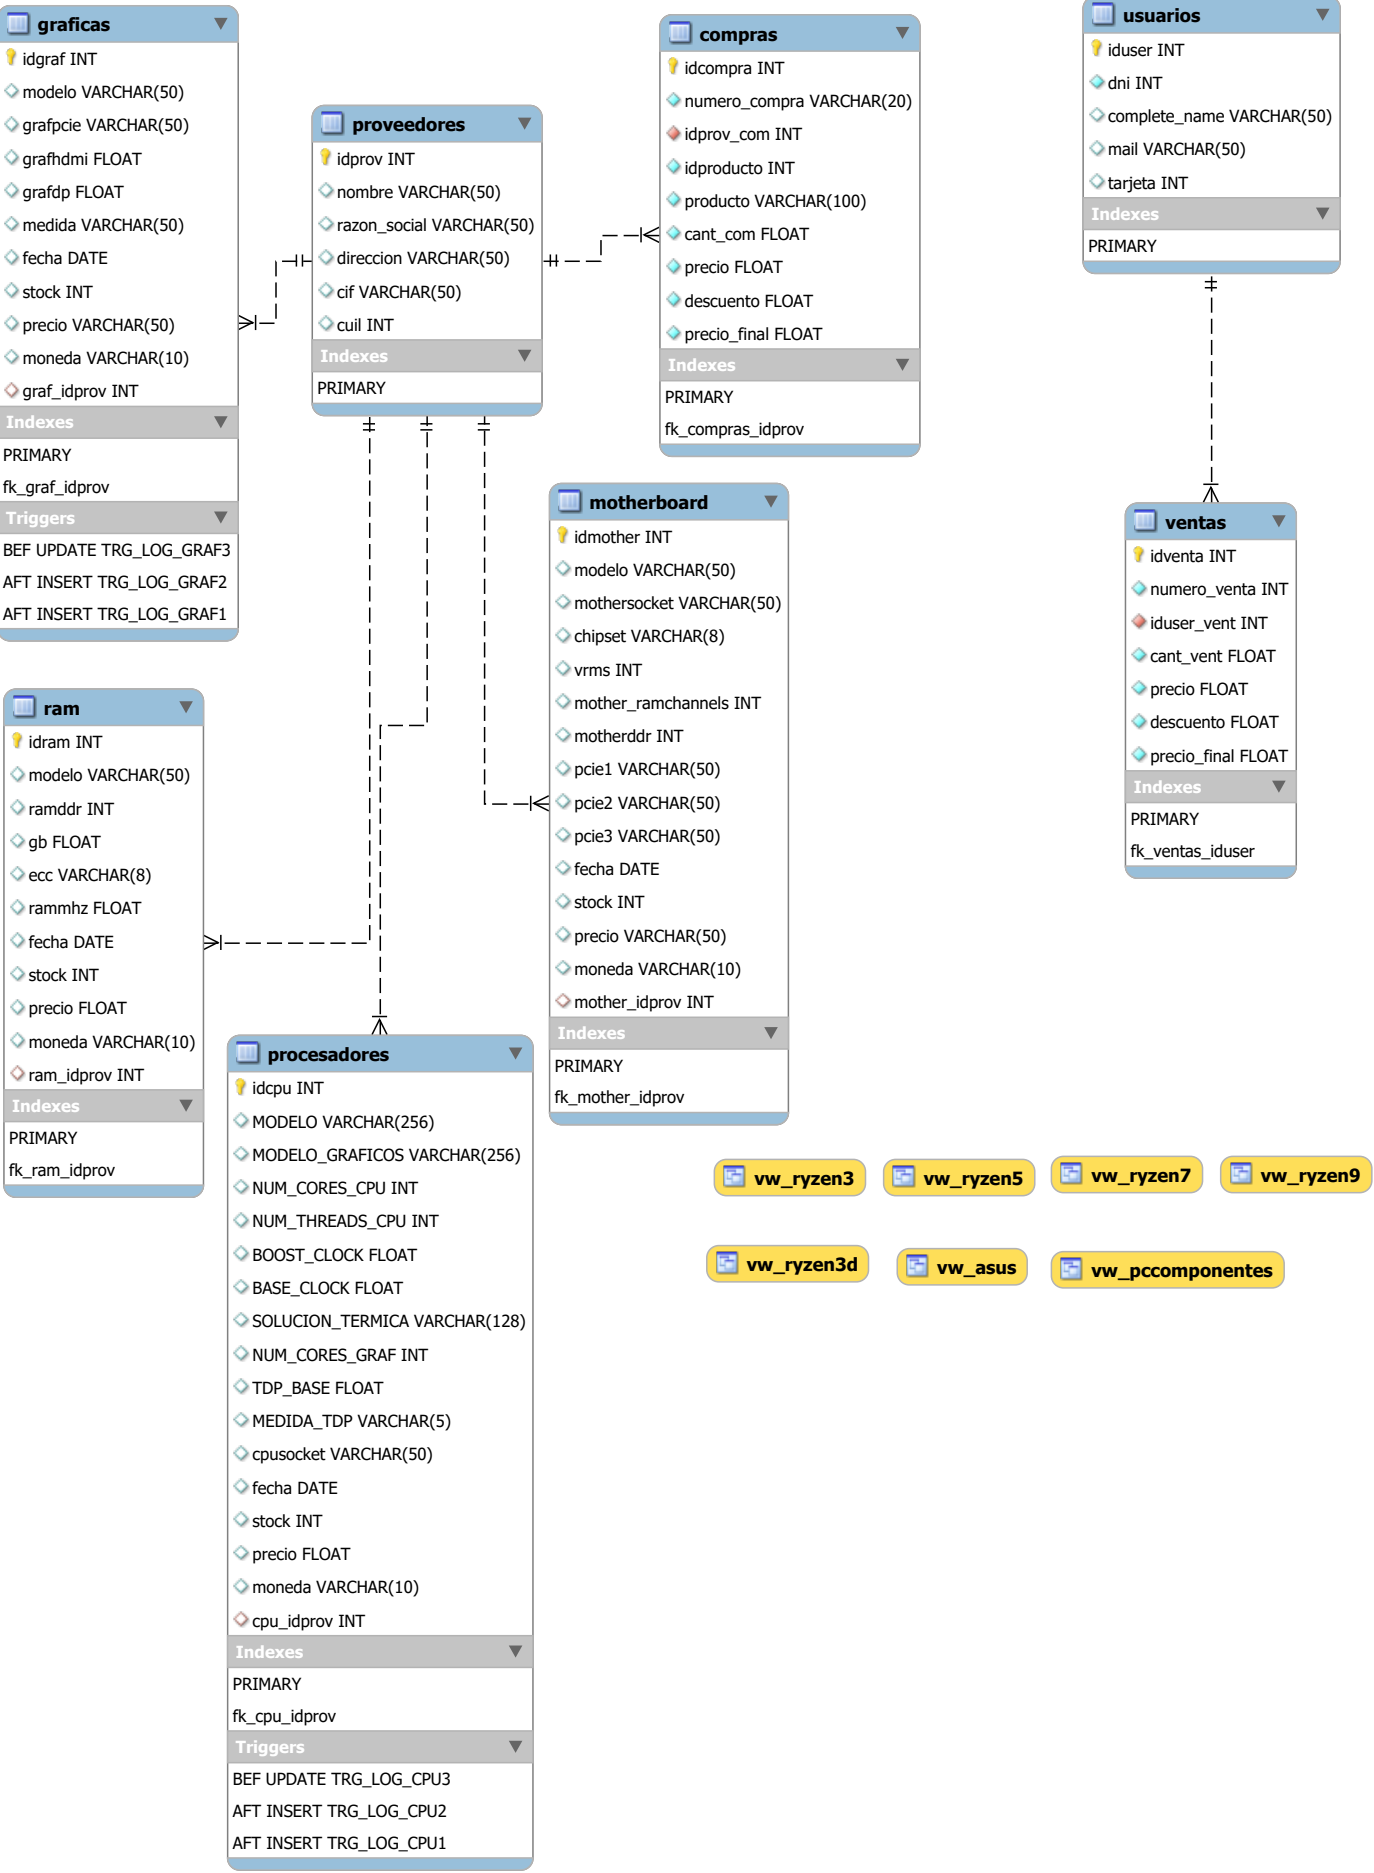 graficas
idgraf INT
modelo VARCHAR(50)
grafpcie VARCHAR(50)
grafhdmi FLOAT
grafdp FLOAT
medida VARCHAR(50)
fecha DATE
stock INT
precio VARCHAR(50)
moneda VARCHAR(10)
graf_idprov INT
Indexes
PRIMARY
fk_graf_idprov
Triggers
BEF UPDATE TRG_LOG_GRAF3
AFT INSERT TRG_LOG_GRAF2
AFT INSERT TRG_LOG_GRAF1
proveedores
idprov INT
nombre VARCHAR(50)
razon_social VARCHAR(50)
direccion VARCHAR(50)
cif VARCHAR(50)
cuil INT
Indexes
PRIMARY
compras
idcompra INT
numero_compra VARCHAR(20)
idprov_com INT
idproducto INT
producto VARCHAR(100)
cant_com FLOAT
precio FLOAT
descuento FLOAT
precio_final FLOAT
Indexes
PRIMARY
fk_compras_idprov
usuarios
iduser INT
dni INT
complete_name VARCHAR(50)
mail VARCHAR(50)
tarjeta INT
Indexes
PRIMARY
motherboard
idmother INT
modelo VARCHAR(50)
mothersocket VARCHAR(50)
chipset VARCHAR(8)
vrms INT
mother_ramchannels INT
motherddr INT
pcie1 VARCHAR(50)
pcie2 VARCHAR(50)
pcie3 VARCHAR(50)
fecha DATE
stock INT
precio VARCHAR(50)
moneda VARCHAR(10)
mother_idprov INT
Indexes
PRIMARY
fk_mother_idprov
ventas
idventa INT
numero_venta INT
iduser_vent INT
cant_vent FLOAT
precio FLOAT
descuento FLOAT
precio_final FLOAT
Indexes
PRIMARY
fk_ventas_iduser
ram
idram INT
modelo VARCHAR(50)
ramddr INT
gb FLOAT
ecc VARCHAR(8)
rammhz FLOAT
fecha DATE
stock INT
precio FLOAT
moneda VARCHAR(10)
ram_idprov INT
Indexes
PRIMARY
fk_ram_idprov
procesadores
idcpu INT
MODELO VARCHAR(256)
MODELO_GRAFICOS VARCHAR(256)
NUM_CORES_CPU INT
NUM_THREADS_CPU INT
BOOST_CLOCK FLOAT
BASE_CLOCK FLOAT
SOLUCION_TERMICA VARCHAR(128)
NUM_CORES_GRAF INT
TDP_BASE FLOAT
MEDIDA_TDP VARCHAR(5)
cpusocket VARCHAR(50)
fecha DATE
stock INT
precio FLOAT
moneda VARCHAR(10)
cpu_idprov INT
Indexes
PRIMARY
fk_cpu_idprov
Triggers
BEF UPDATE TRG_LOG_CPU3
AFT INSERT TRG_LOG_CPU2
AFT INSERT TRG_LOG_CPU1
vw_ryzen3
vw_ryzen5
vw_ryzen7
vw_ryzen9
vw_ryzen3d
vw_asus
vw_pccomponentes